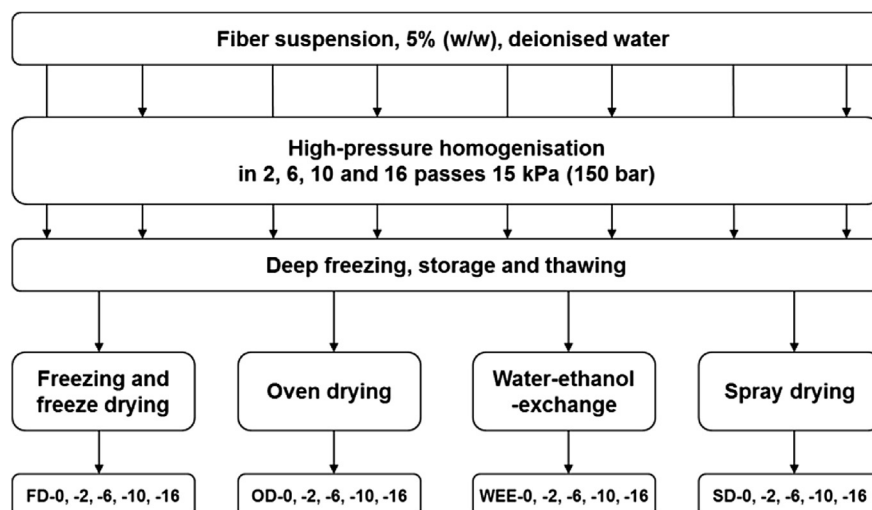 Fiber suspension, 5% (w/w), deionised water
High-pressure homogenisation
in 2, 6, 10 and 16 passes 15 kPa (150 bar)
Deep freezing, storage and thawing
Freezing and
freeze drying
Oven drying
Water-ethanol
-exchange
Spray drying
FD-0, -2, -6, -10, -16
OD-0, -2, -6, -10, -16
WEE-0, -2, -6, -10, -16
SD-0, -2, -6, -10, -16